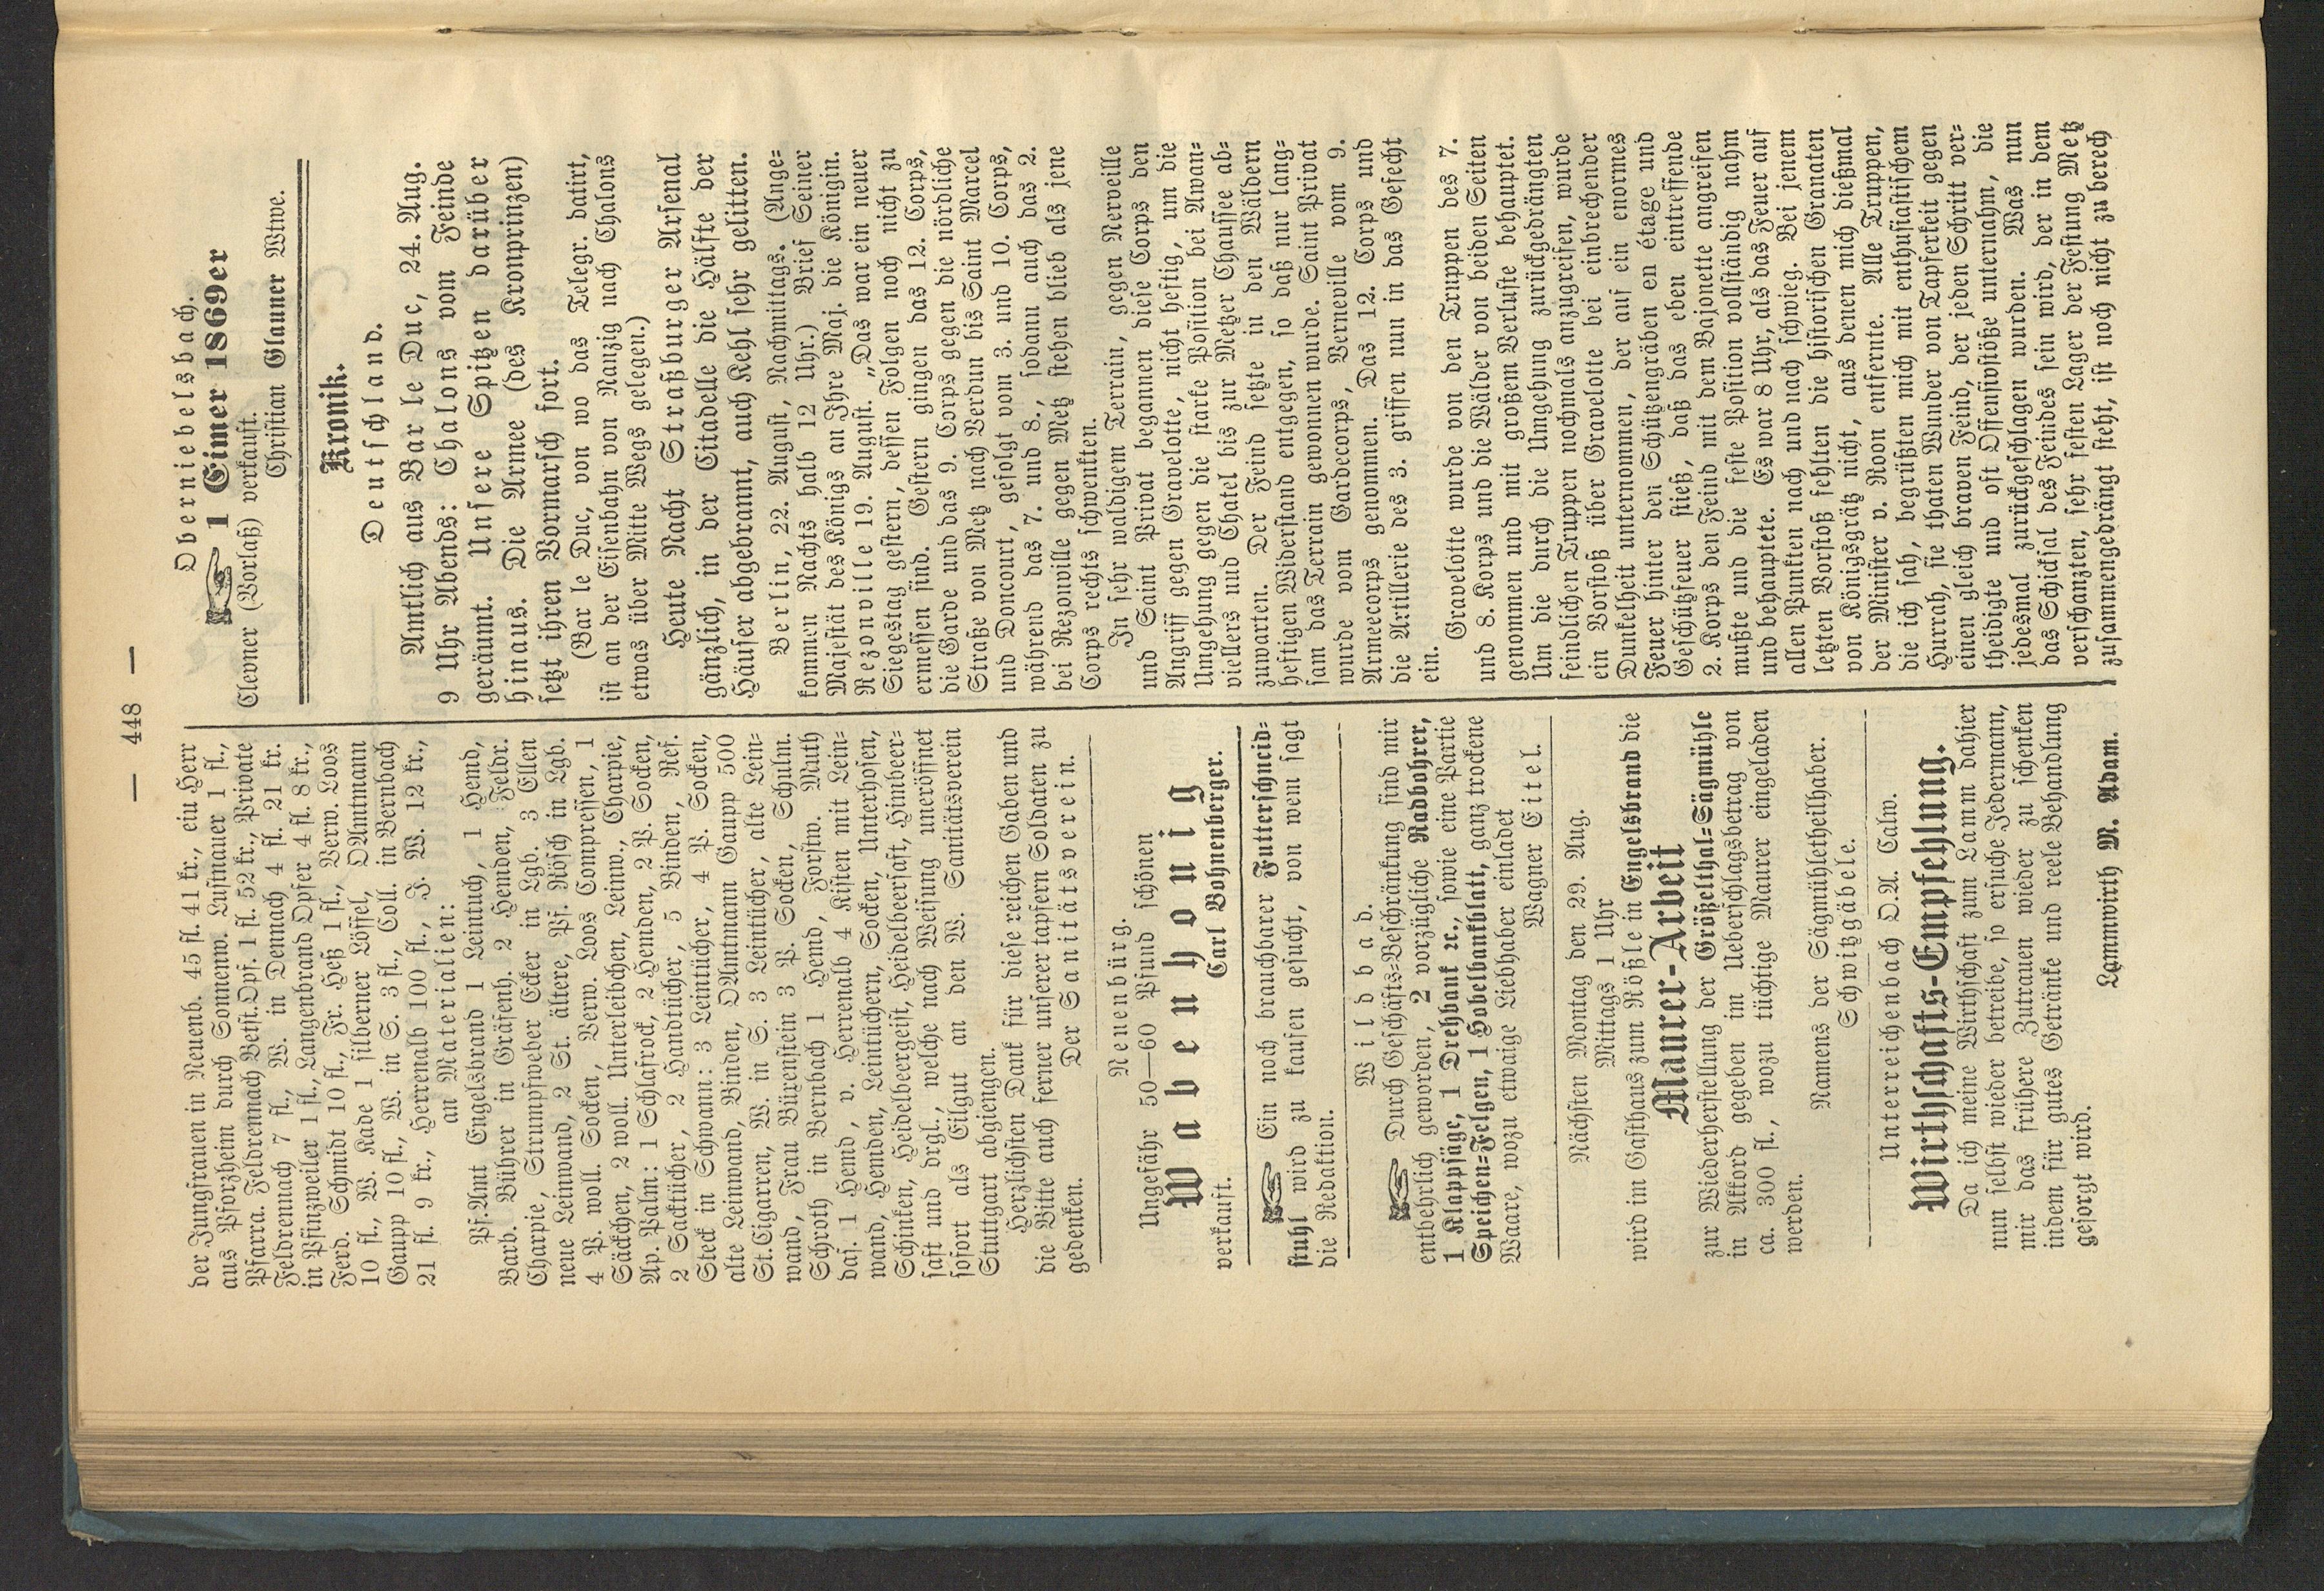 — 448 —
der Jungfrauen in Neuenb. 45 fl. 41 kr., ein Herr
aus Pforzheim durch Sonnenw. Lustnauer 1 fl.,
Pfarra. Feldrennach Betst.Opf. 1 fl. 52 kr., Private
Feldrennach 7 fl., W. in Dennach 4 fl. 21 kr.
in Pfinzweiler 1 fl., Langenbrand Opfer 4 fl. 8 kr.,
Ferd. Schmidt 10 fl., Fr. Heß 1 fl., Verw. Loos
10 fl., W. Kade 1 silberner Löffel, OAmtmann
Gaupp 10 fl., W. in S. 3 fl., Coll. in Bernbach
21 fl. 9 kr., Herrenalb 100 fl., J. W. 12 kr.,
an Materialien:
Pf.Amt Engelsbrand 1 Leintuch, 1 Hemd,
Barb. Bührer in Gräfenh. 2 Hemden, Feldr.
Charpie, Strumpfweber Ecker in Lgb. 3 Ellen
neue Leinwand, 2 St. ältere, Pf. Rösch in Lgb.
4 P. woll. Socken, Verw. Loos Compressen, 1
Säckchen, 2 woll. Unterleibchen, Leinw., Charpie,
Ap. Palm: 1 Schlafrock, 2 Hemden, 2 P. Socken,
2 Sacktücher, 2 Handtücher, 5 Binden, Ref.
Steck in Schwann: 3 Leintücher, 4 P. Socken,
alte Leinwand, Binden, OAmtmann Gaupp 500
St.Cigarren, W. in S. 3 Leintücher, alte Lein=
wand, Frau Bürenstein 3 P. Socken, Schulm.
Schroth in Bernbach 1 Hemd, Forstw. Muth
das. 1 Hemd, v. Herrenalb 4 Kisten mit Lein=
wand, Hemden, Leintüchern, Socken, Unterhosen,
Schinken, Heidelbeergeist, Heidelbeersaft, Himbeer=
saft und drgl., welche nach Weisung uneröffnet
sofort als Eilgut an den W. Sanitätsverein
Stuttgart abgiengen.
Herzlichsten Dank für diese reichen Gaben und
die Bitte auch ferner unserer tapfern Soldaten zu
gedenken. Der Sanitätsverein.
Neuenbürg.
Ungefähr 50—60 Pfund schönen
Wabenhonig
verkauft. Carl Bohnenberger.
☞ Ein noch brauchbarer Futterschneid=
stuhl wird zu kaufen gesucht, von wem sagt
die Redaktion.
Wildbad.
☞ Durch Geschäfts=Beschränkung sind mir
entbehrlich geworden, 2 vorzügliche Radbohrer,
1 Klappsäge, 1 Drehbank ꝛc., sowie eine Partie
Speichen=Felgen, 1 Hobelbankblatt, ganz trockene
Waare, wozu etwaige Liebhaber einladet
Wagner Eitel.
Nächsten Montag den 29. Aug.
Mittags 1 Uhr
wird im Gasthaus zum Rößle in Engelsbrand die
Maurer-Arbeit
zur Wiederherstellung der Größelthal=Sägmühle
in Akkord gegeben im Ueberschlagsbetrag von
ca. 300 fl., wozu tüchtige Maurer eingeladen
werden.
Namens der Sägmühletheilhaber.
Schwitzgäbele.
Unterreichenbach O.A. Calw.
Wirthschafts-Empfehlung.
Da ich meine Wirthschaft zum Lamm dahier
nun selbst wieder betreibe, so ersuche Jedermann,
mir das frühere Zutrauen wieder zu schenken
indem für gutes Getränke und reele Behandlung
gesorgt wird.
Lammwirth M. Adam.
Oberniebelsbach.
☞ 1 Eimer 1869er
Clevner (Vorlaß) verkauft.
Christian Glauner Wtwe.
Kronik.
Deutschland.
Amtlich aus Bar le Duc, 24. Aug.
9 Uhr Abends: Chalons vom Feinde
geräumt. Unsere Spitzen darüber
hinaus. Die Armee (des Kronprinzen)
setzt ihren Vormarsch fort.
(Bar le Duc, von wo das Telegr. datirt,
ist an der Eisenbahn von Nanzig nach Chalons
etwas über Mitte Wegs gelegen.)
Heute Nacht Straßburger Arsenal
gänzlich, in der Citadelle die Hälfte der
Häuser abgebrannt, auch Kehl sehr gelitten.
Berlin, 22. August, Nachmittags. (Ange=
kommen Nachts halb 12 Uhr.) Brief Seiner
Majestät des Königs an Ihre Maj. die Königin.
Rezonville 19. August. "Das war ein neuer
Siegestag gestern, dessen Folgen noch nicht zu
ermessen sind. Gestern gingen das 12. Corps,
die Garde und das 9. Corps gegen die nördliche
Straße von Metz nach Verdun bis Saint Marcel
und Doncourt, gefolgt vom 3. und 10. Corps,
während das 7. und 8., sodann auch das 2.
bei Rezonville gegen Metz stehen blieb als jene
Corps rechts schwenkten.
In sehr waldigem Terrain, gegen Verveille
und Saint Privat begannen diese Corps den
Angriff gegen Gravelotte, nicht heftig, um die
Umgehung gegen die starke Position bei Aman=
villers und Chatel bis zur Metzer Chaussee ab=
zuwarten. Der Feind setzte in den Wäldern
heftigen Widerstand entgegen, so daß nur lang=
sam das Terrain gewonnen wurde. Saint Privat
wurde vom Gardecorps, Verneville vom 9.
Armeecorps genommen. Das 12. Corps und
die Artillerie des 3. griffen nun in das Gefecht
ein.
Gravelotte wurde von den Truppen des 7.
und 8. Korps und die Wälder von beiden Seiten
genommen und mit großem Verluste behauptet.
Um die durch die Umgehung zurückgedrängten
feindlichen Truppen nochmals anzugreifen, wurde
ein Vorstoß über Gravelotte bei einbrechender
Dunkelheit unternommen, der auf ein enormes
Feuer hinter den Schützengräben en étage und
Geschützfeuer stieß, daß das eben eintreffende
2. Korps den Feind mit dem Bajonette angreifen
mußte und die feste Position vollständig nahm
und behauptete. Es war 8 Uhr, als das Feuer auf
allen Punkten nach und nach schwieg. Bei jenem
letzten Vorstoß fehlten die historischen Granaten
von Königsgrätz nicht, aus denen mich dießmal
der Minister v. Roon entfernte. Alle Truppen,
die ich sah, begrüßten mich mit enthusiastischem
Hurrah, sie thaten Wunder von Tapferkeit gegen
einen gleich braven Feind, der jeden Schritt ver=
theidigte und oft Offensivstöße unternahm, die
jedesmal zurückgeschlagen wurden. Was nun
das Schicksal des Feindes sein wird, der in dem
verschanzten, sehr festen Lager der Festung Metz
zusammengedrängt steht, ist noch nicht zu berech